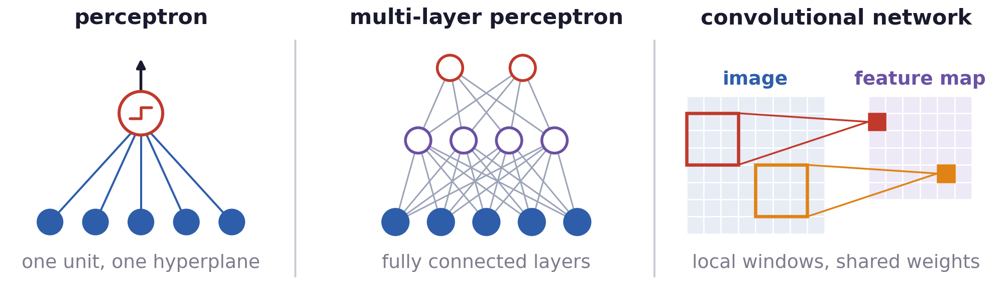 perceptron
multi-layer perceptron
convolutional network
image
feature map
one unit, one hyperplane
fully connected layers
local windows, shared weights